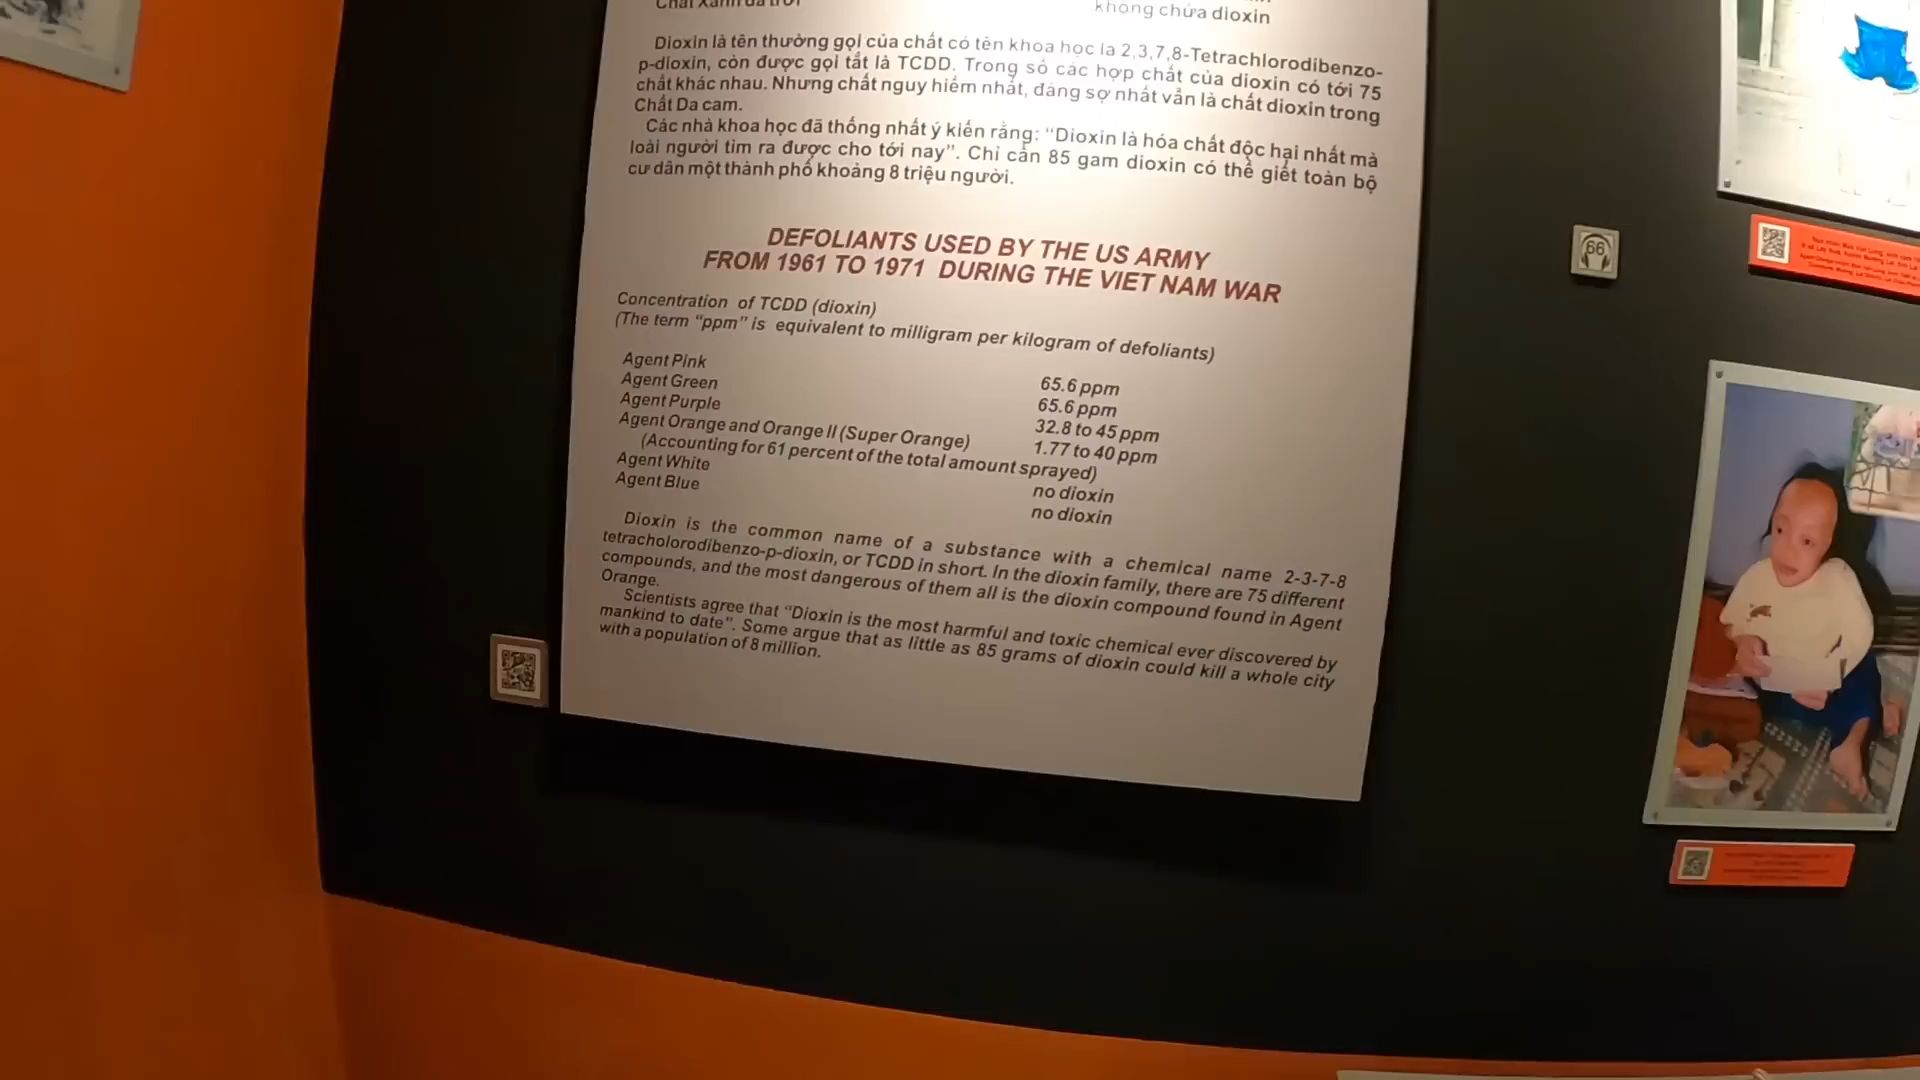 Chất Xanh da trời
không chứa dioxin
Dioxin là tên thường gọi của chất có tên khoa học là 2,3,7,8-Tetrachlorodibenzo-
p-dioxin, còn được gọi tắt là TCDD. Trong số các hợp chất của dioxin có tới 75
chất khác nhau. Nhưng chất nguy hiểm nhất, đáng sợ nhất vẫn là chất dioxin trong
Chất Da cam.
Các nhà khoa học đã thống nhất ý kiến rằng: “Dioxin là hóa chất độc hại nhất mà
loài người tìm ra được cho tới nay”. Chỉ cần 85 gam dioxin có thể giết toàn bộ
cư dân một thành phố khoảng 8 triệu người.
DEFOLIANTS USED BY THE US ARMY
FROM 1961 TO 1971 DURING THE VIET NAM WAR
Concentration of TCDD (dioxin)
(The term “ppm” is equivalent to milligram per kilogram of defoliants)
Agent Pink 65.6 ppm
Agent Green 65.6 ppm
Agent Purple 32.8 to 45 ppm
Agent Orange and Orange II (Super Orange) 1.77 to 40 ppm
(Accounting for 61 percent of the total amount sprayed)
Agent White no dioxin
Agent Blue no dioxin
Dioxin is the common name of a substance with a chemical name 2-3-7-8
tetracholorodibenzo-p-dioxin, or TCDD in short. In the dioxin family, there are 75 different
compounds, and the most dangerous of them all is the dioxin compound found in Agent
Orange.
Scientists agree that “Dioxin is the most harmful and toxic chemical ever discovered by
mankind to date”. Some argue that as little as 85 grams of dioxin could kill a whole city
with a population of 8 million.
66